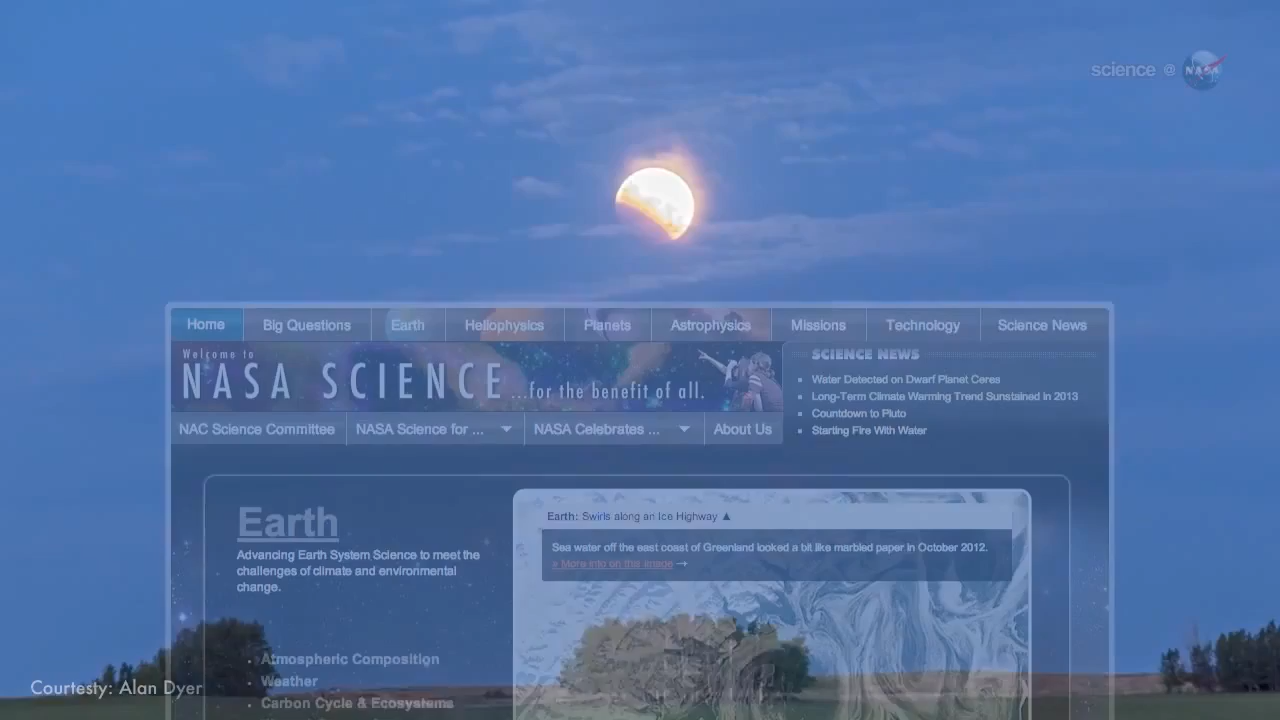 science @ NASA
Home Big Questions Earth Heliophysics Planets Astrophysics Missions Technology Science News
Welcome to
NASA SCIENCE ...for the benefit of all.
SCIENCE NEWS
Water Detected on Dwarf Planet Ceres
Long-Term Climate Warming Trend Sunstained in 2013
Countdown to Pluto
Starting Fire With Water
NAC Science Committee NASA Science for ... NASA Celebrates ... About Us
Earth
Advancing Earth System Science to meet the
challenges of climate and environmental
change.
Atmospheric Composition
Weather
Carbon Cycle & Ecosystems
Earth: Swirls along an Ice Highway ▲
Sea water off the east coast of Greenland looked a bit like marbled paper in October 2012.
» More info on this image →
Courtesty: Alan Dyer